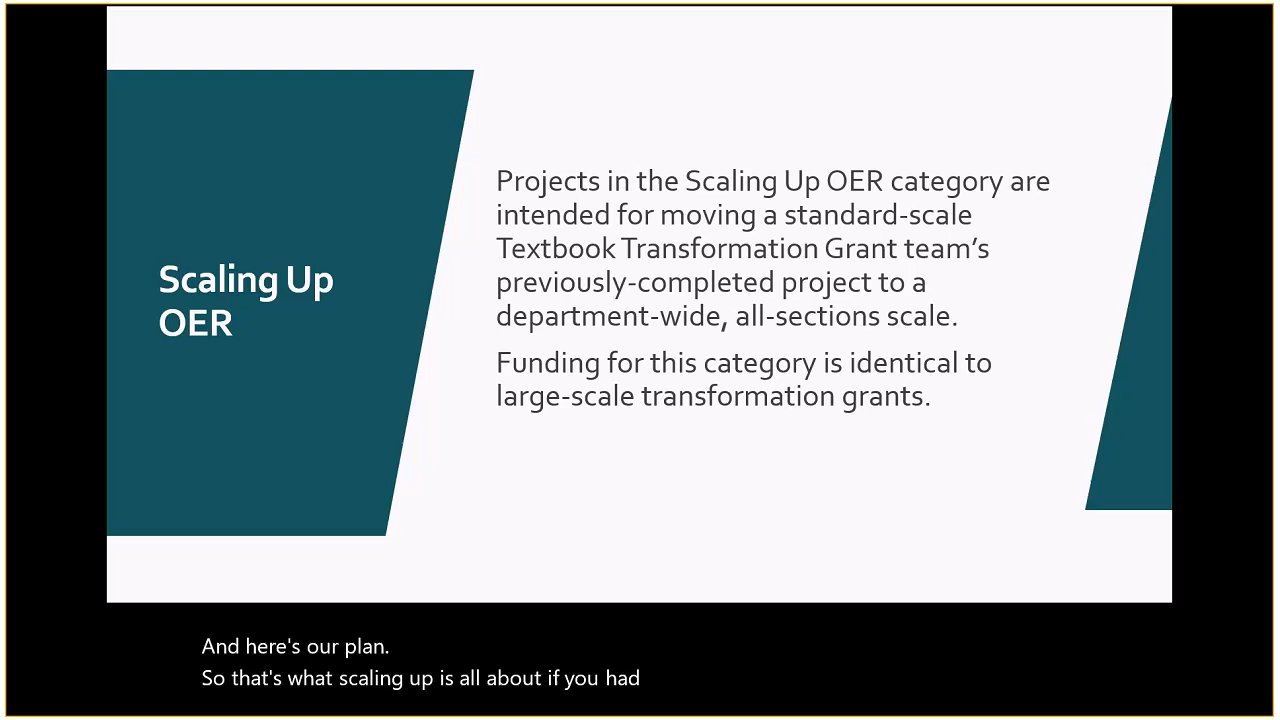 Scaling Up
OER
Projects in the Scaling Up OER category are
intended for moving a standard-scale
Textbook Transformation Grant team’s
previously-completed project to a
department-wide, all-sections scale.
Funding for this category is identical to
large-scale transformation grants.
And here's our plan.
So that's what scaling up is all about if you had